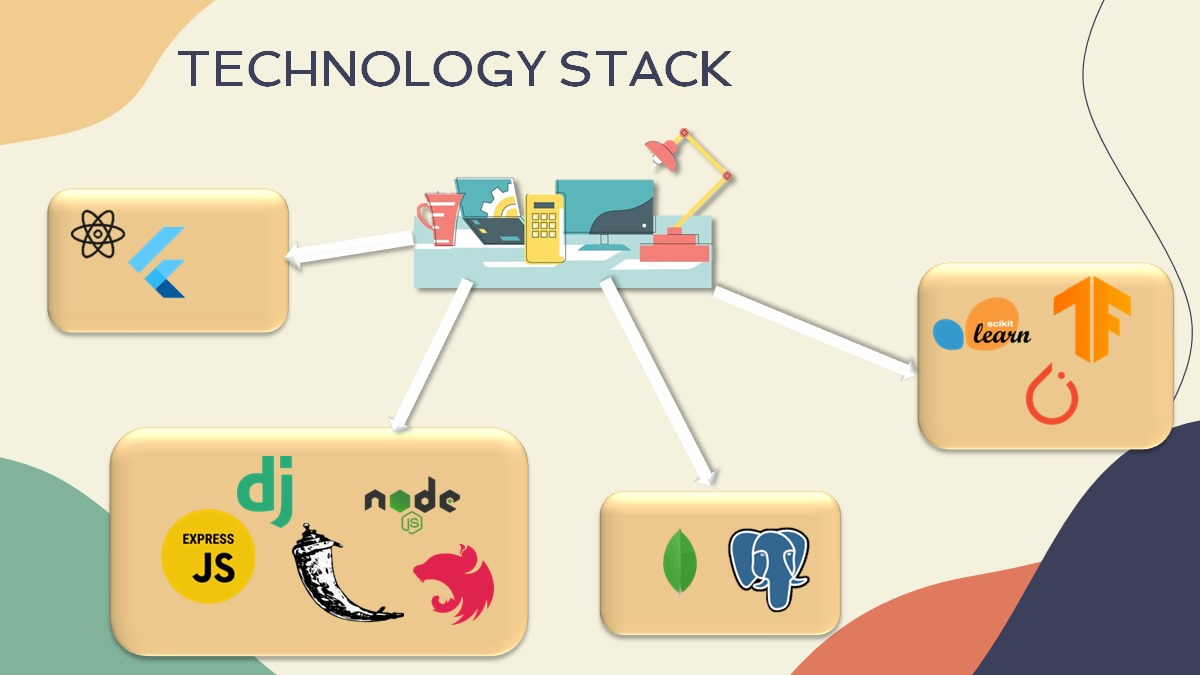 TECHNOLOGY STACK
scikit
learn
dj
node
JS
EXPRESS
JS